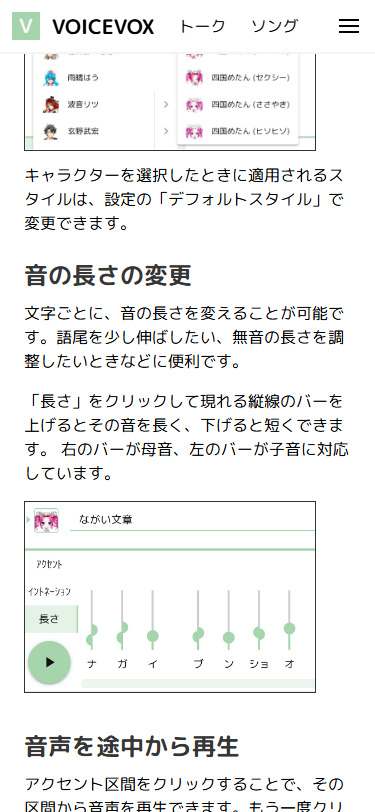 V VOICEVOX トーク ソング
雨晴はう
四国めたん (セクシー)
波音リツ
四国めたん (ささやき)
玄野武宏
四国めたん (ヒソヒソ)
キャラクターを選択したときに適用されるス
タイルは、設定の「デフォルトスタイル」で
変更できます。
音の長さの変更
文字ごとに、音の長さを変えることが可能で
す。語尾を少し伸ばしたい、無音の長さを調
整したいときなどに便利です。
「長さ」をクリックして現れる縦線のバーを
上げるとその音を長く、下げると短くできま
す。 右のバーが母音、左のバーが子音に対応
しています。
ながい文章
アクセント
イントネーション
長さ
ナ ガ イ ブ ン ショ オ
音声を途中から再生
アクセント区間をクリックすることで、その
区間から音声を再生できます。もう一度クリ